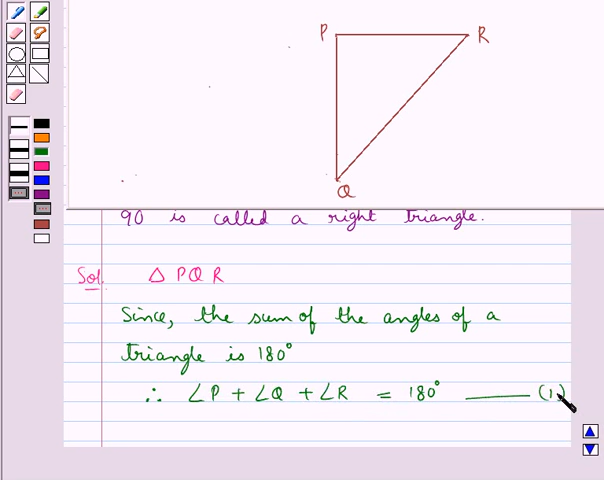 P R
Q
90 is called a right triangle.
Sol. △ PQR
Since, the sum of the angles of a
triangle is 180°
∴ ∠P + ∠Q + ∠R = 180° —— (1)